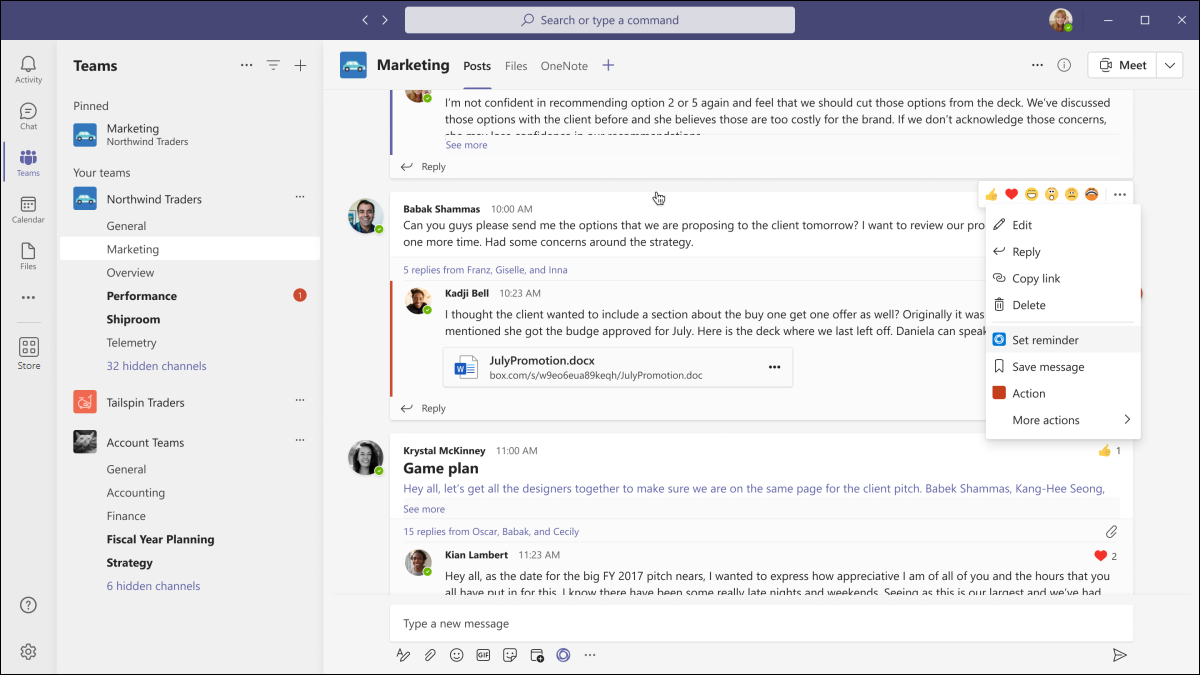 Search or type a command
Activity
Chat
Teams
Calendar
Files
Store
Teams
Pinned
Marketing
Northwind Traders
Your teams
Northwind Traders
General
Marketing
Overview
Performance
1
Shiproom
Telemetry
32 hidden channels
Tailspin Traders
Account Teams
General
Accounting
Finance
Fiscal Year Planning
Strategy
6 hidden channels
Marketing Posts Files OneNote
Meet
I'm not confident in recommending option 2 or 5 again and feel that we should cut those options from the deck. We've discussed
those options with the client before and she believes those are too costly for the brand. If we don't acknowledge those concerns,
she may lose confidence in our recommendations
See more
Reply
Babak Shammas 10:00 AM
Can you guys please send me the options that we are proposing to the client tomorrow? I want to review our pro
one more time. Had some concerns around the strategy.
5 replies from Franz, Giselle, and Inna
Kadji Bell 10:23 AM
I thought the client wanted to include a section about the buy one get one offer as well? Originally it was
mentioned she got the budge approved for July. Here is the deck where we last left off. Daniela can speak
JulyPromotion.docx
box.com/s/w9eo6eua89keqh/JulyPromotion.doc
Reply
Edit
Reply
Copy link
Delete
Set reminder
Save message
Action
More actions
Krystal McKinney 11:00 AM
1
Game plan
Hey all, let's get all the designers together to make sure we are on the same page for the client pitch. Babek Shammas, Kang-Hee Seong,
See more
15 replies from Oscar, Babak, and Cecily
Kian Lambert 11:23 AM
2
Hey all, as the date for the big FY 2017 pitch nears, I wanted to express how appreciative I am of all of you and the hours that you
all have put in for this. I know there have been some really late nights and weekends. Seeing as this is our largest and we've had
Type a new message
GIF